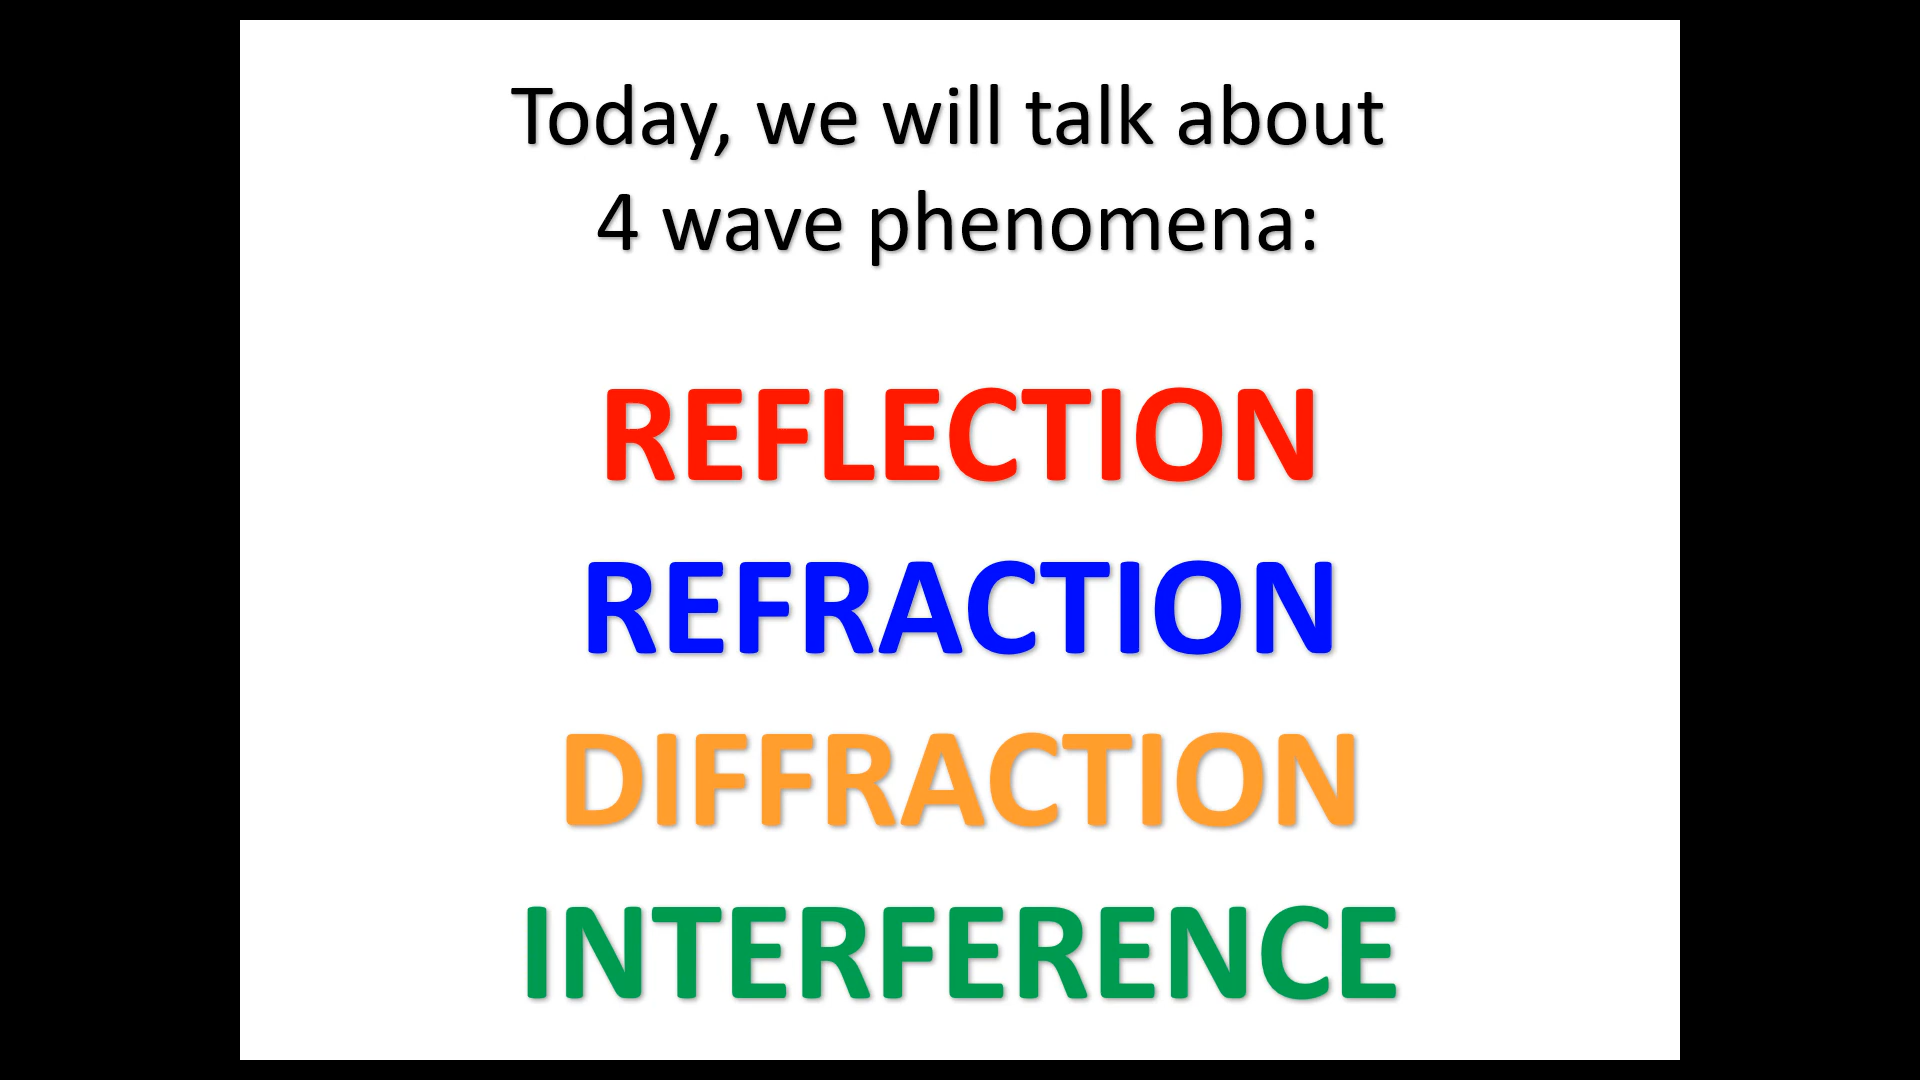 Today, we will talk about
4 wave phenomena:
REFLECTION
REFRACTION
DIFFRACTION
INTERFERENCE